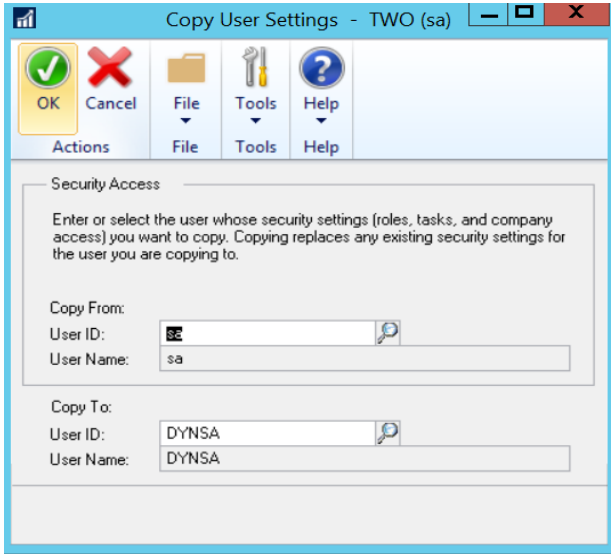 Copy User Settings - TWO (sa)
OK Cancel File Tools Help
Actions File Tools Help
Security Access
Enter or select the user whose security settings (roles, tasks, and company
access) you want to copy. Copying replaces any existing security settings for
the user you are copying to.
Copy From:
User ID: sa
User Name: sa
Copy To:
User ID: DYNSA
User Name: DYNSA